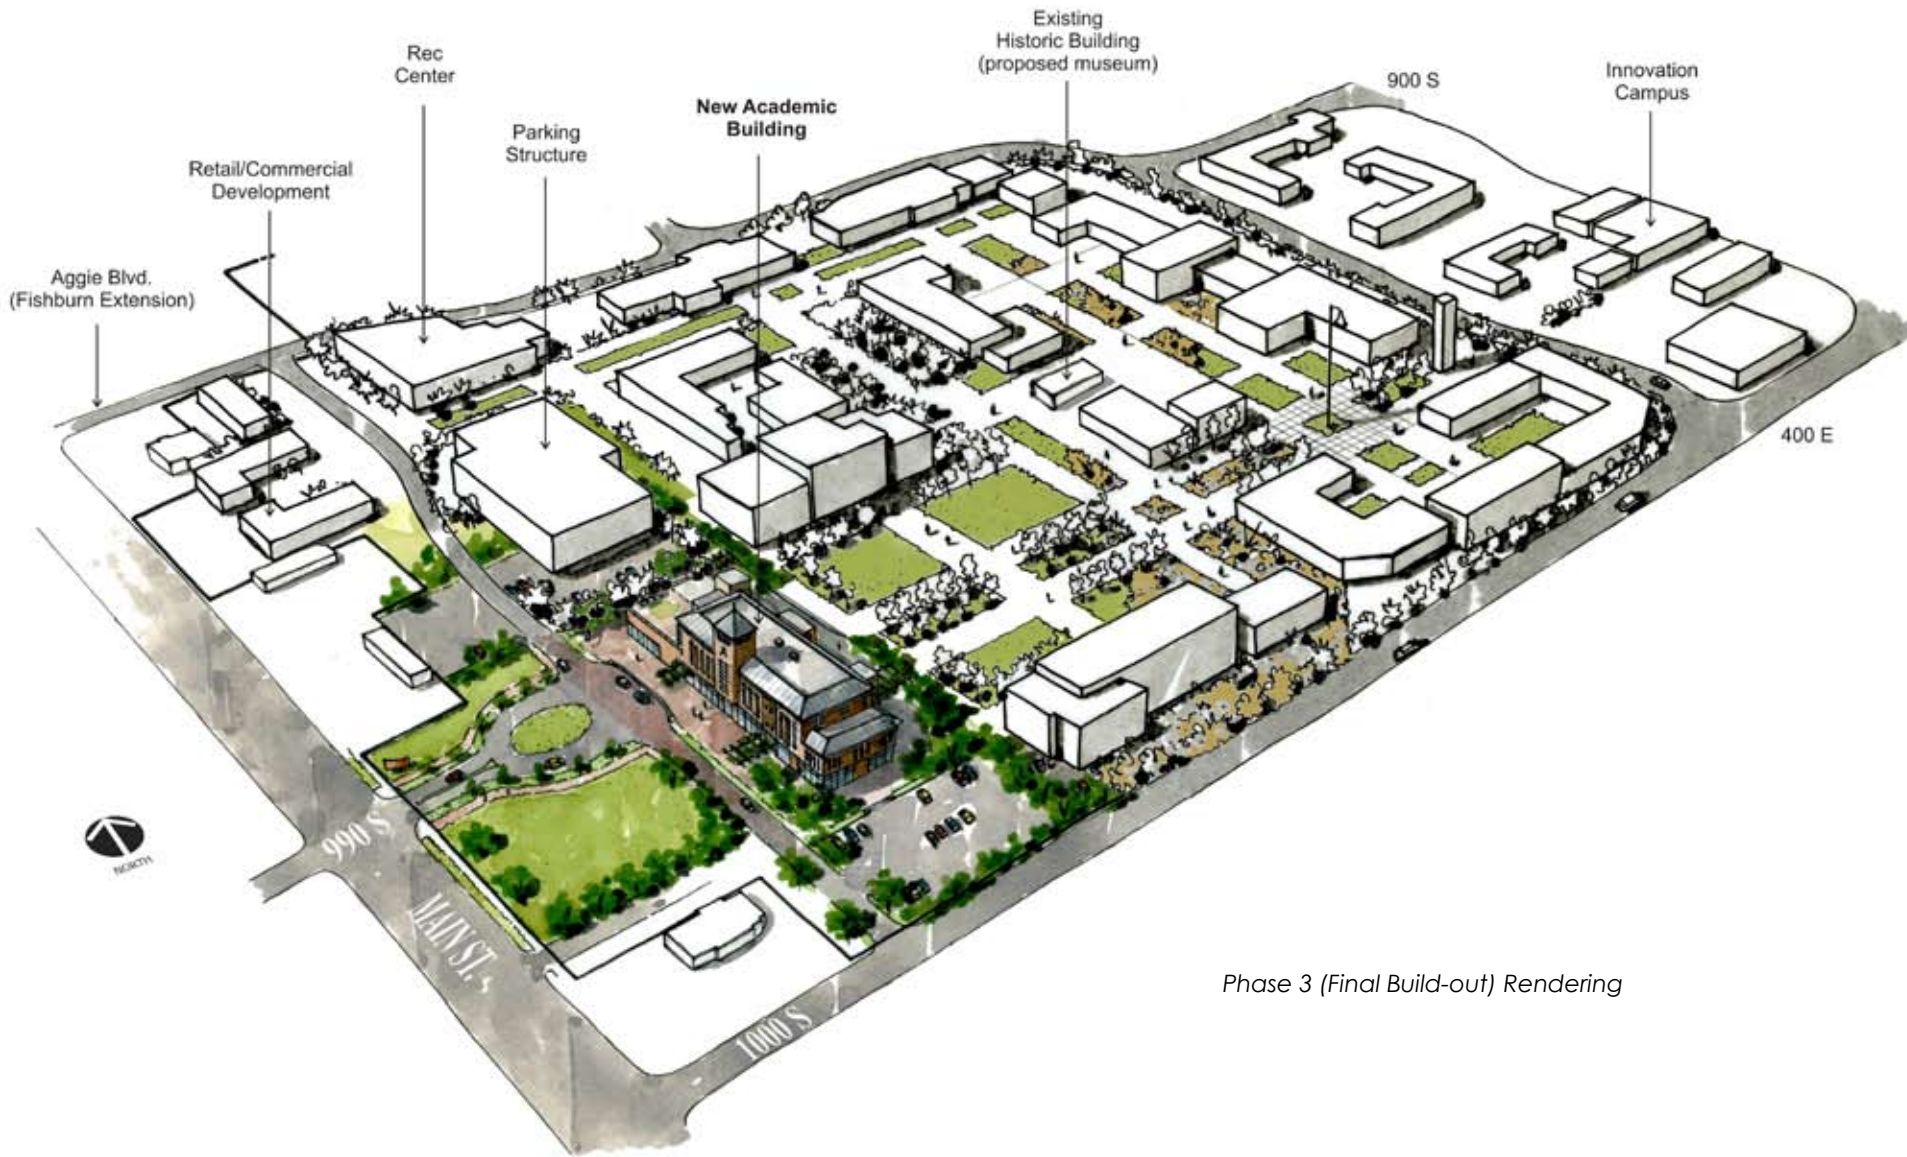 Existing
Historic Building
(proposed museum)
Rec
Center
900 S
Innovation
Campus
New Academic
Building
Parking
Structure
Retail/Commercial
Development
Aggie Blvd.
(Fishburn Extension)
400 E
990 S
NORTH
MAIN ST.
Phase 3 (Final Build-out) Rendering
1000 S